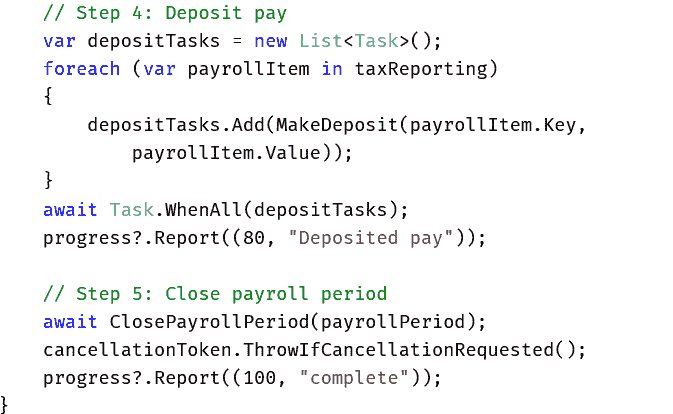 // Step 4: Deposit pay
var depositTasks = new List<Task>();
foreach (var payrollItem in taxReporting)
{
    depositTasks.Add(MakeDeposit(payrollItem.Key,
        payrollItem.Value));
}
await Task.WhenAll(depositTasks);
progress?.Report((80, "Deposited pay"));

// Step 5: Close payroll period
await ClosePayrollPeriod(payrollPeriod);
cancellationToken.ThrowIfCancellationRequested();
progress?.Report((100, "complete"));
}